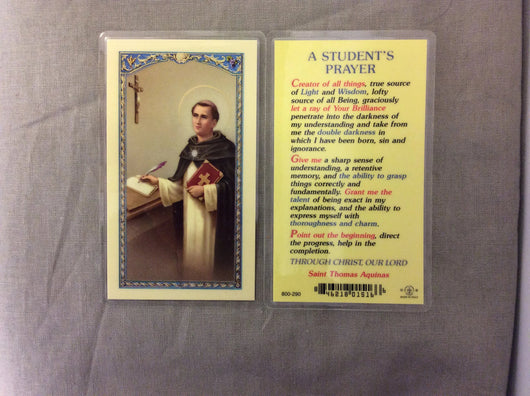 A STUDENT'S
PRAYER
Creator of all things, true source
of Light and Wisdom, lofty
source of all Being, graciously
let a ray of Your Brilliance
penetrate into the darkness of
my understanding and take from
me the double darkness in
which I have been born, sin and
ignorance.
Give me a sharp sense of
understanding, a retentive
memory, and the ability to grasp
things correctly and
fundamentally. Grant me the
talent of being exact in my
explanations, and the ability to
express myself with
thoroughness and charm.
Point out the beginning, direct
the progress, help in the
completion.
THROUGH CHRIST, OUR LORD
Saint Thomas Aquinas
800-290